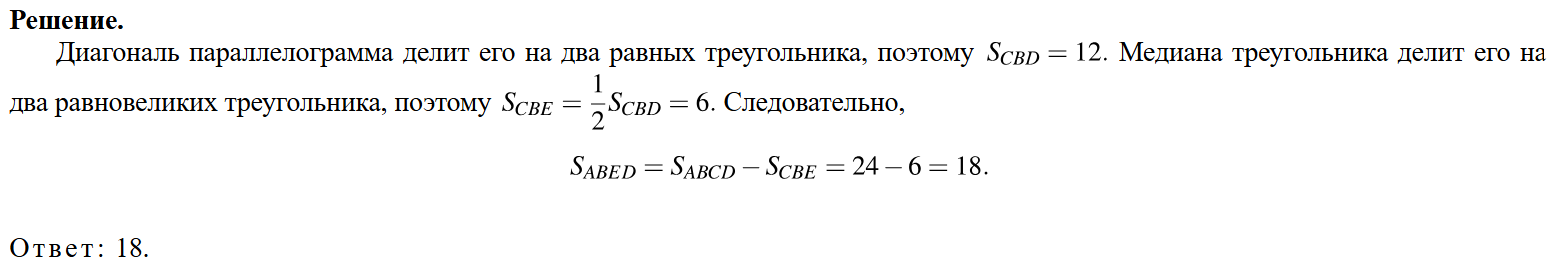 Решение.
Диагональ параллелограмма делит его на два равных треугольника, поэтому $S_{CBD} = 12.$ Медиана треугольника делит его на
два равновеликих треугольника, поэтому $S_{CBE} = \frac{1}{2}S_{CBD} = 6.$ Следовательно,
$S_{ABED} = S_{ABCD} - S_{CBE} = 24 - 6 = 18.$
Ответ: 18.